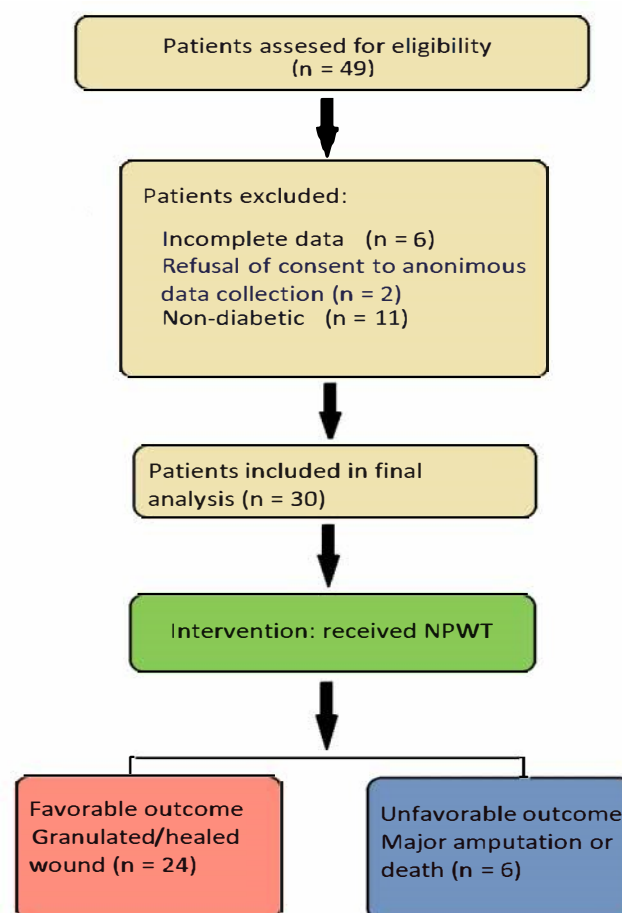 Patients assesed for eligibility
(n = 49)
Patients excluded:
Incomplete data (n = 6)
Refusal of consent to anonimous
data collection (n = 2)
Non-diabetic (n = 11)
Patients included in final
analysis (n = 30)
Intervention: received NPWT
Favorable outcome
Granulated/healed
wound (n = 24)
Unfavorable outcome
Major amputation or
death (n = 6)